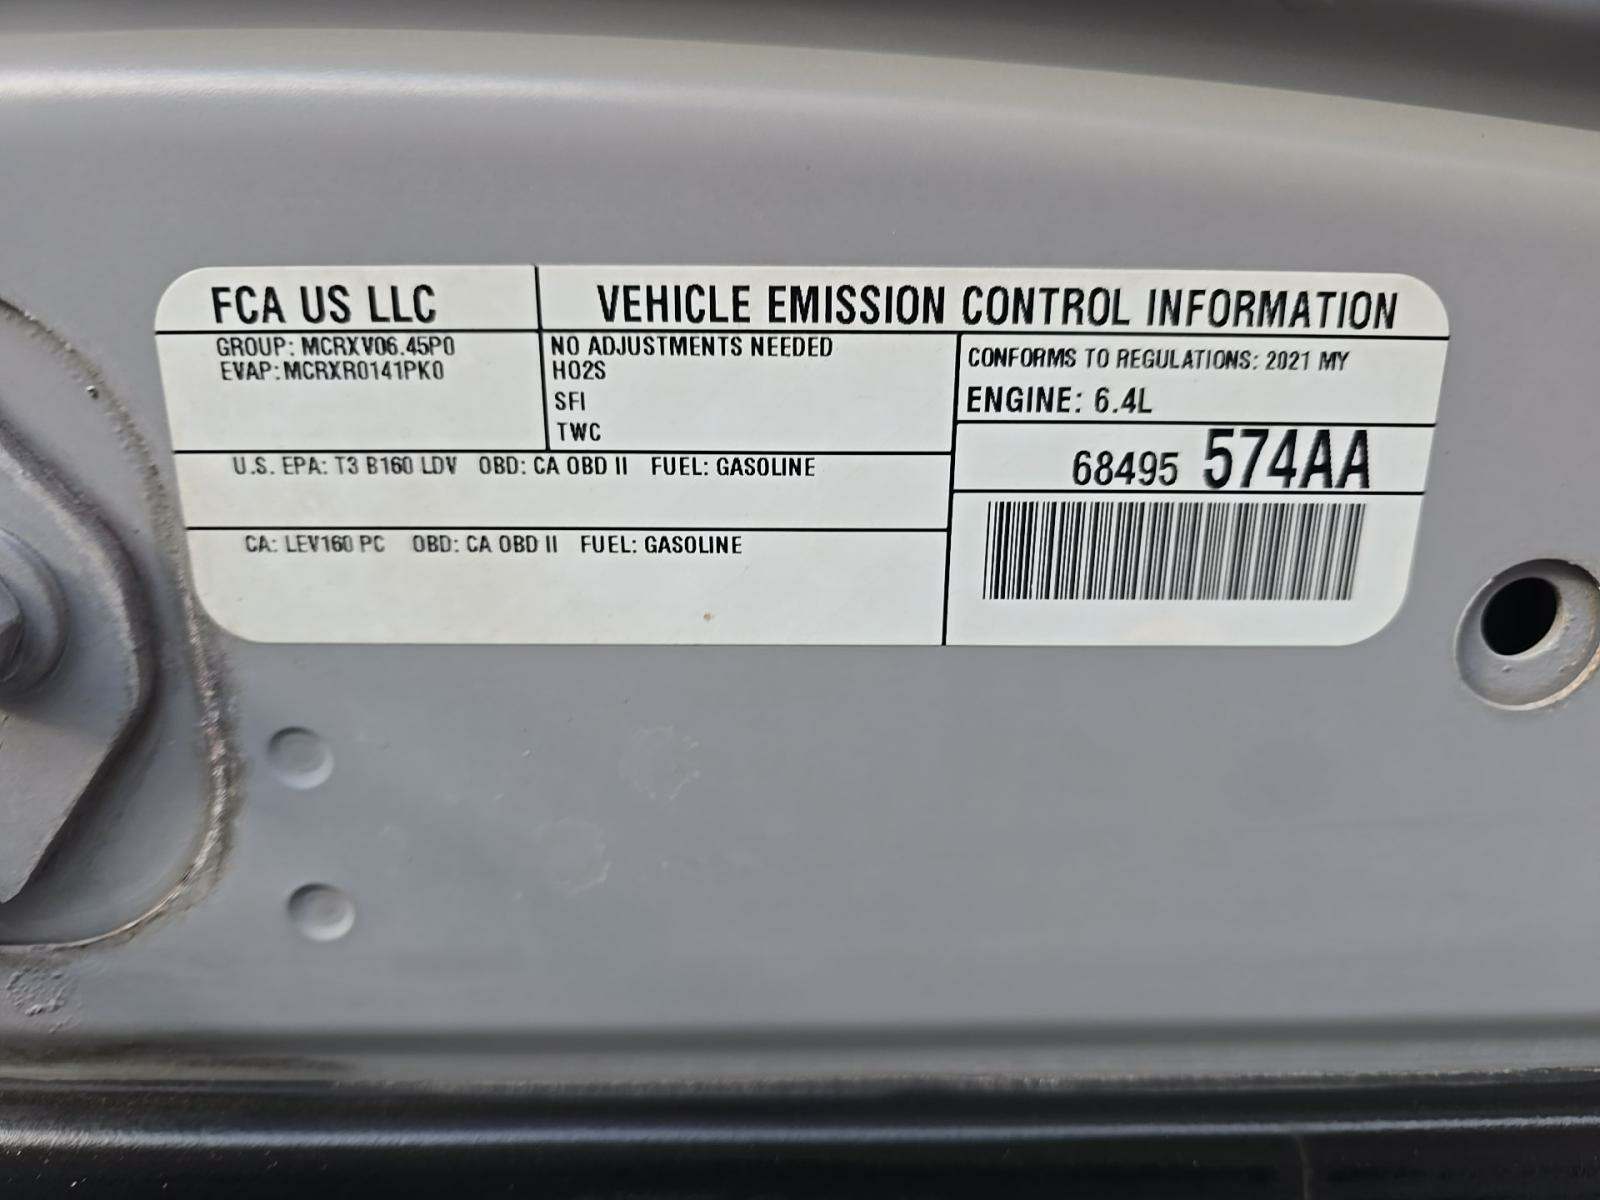 FCA US LLC
VEHICLE EMISSION CONTROL INFORMATION
GROUP: MCRXV06.45P0
EVAP: MCRXR0141PK0
NO ADJUSTMENTS NEEDED
HO2S
SFI
TWC
CONFORMS TO REGULATIONS: 2021 MY
ENGINE: 6.4L
68495 574AA
U.S. EPA: T3 B160 LDV OBD: CA OBD II FUEL: GASOLINE
CA: LEV160 PC OBD: CA OBD II FUEL: GASOLINE